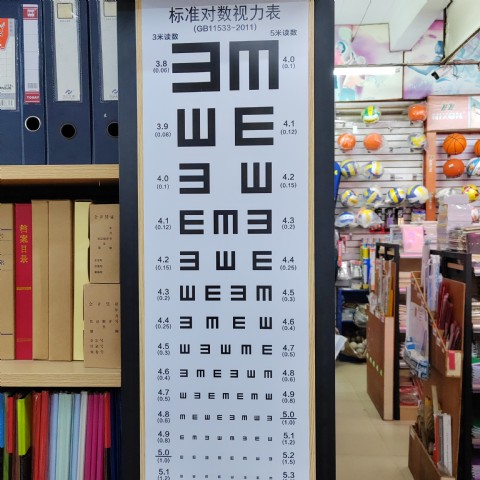 标准对数视力表
(GB11533-2011)
3米读数 5米读数
3.8 (0.06) E M 4.0 (0.1)
3.9 (0.08) 4.1 (0.12)
4.0 (0.1) 4.2 (0.15)
4.1 (0.12) 4.3 (0.2)
4.2 (0.15) 4.4 (0.25)
4.3 (0.2) 4.5 (0.3)
4.4 (0.25) 4.6 (0.4)
4.5 (0.3) 4.7 (0.5)
4.6 (0.4) 4.8 (0.6)
4.7 (0.5) 4.9 (0.8)
4.8 (0.6) 5.0 (1.0)
4.9 (0.8) 5.1 (1.2)
5.0 (1.0) 5.2 (1.5)
5.1 (1.2) 5.3
档案目录